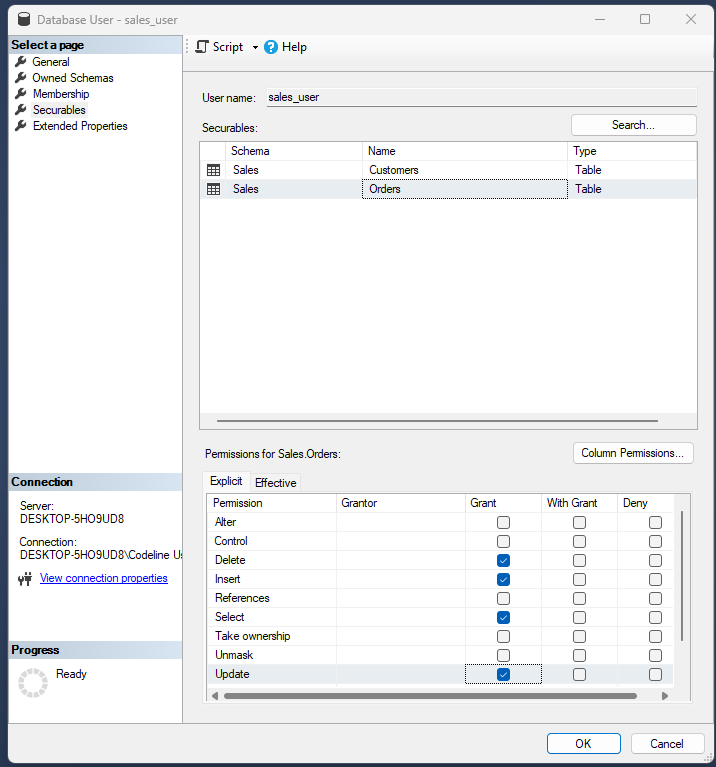 Database User - sales_user
Select a page
General
Owned Schemas
Membership
Securables
Extended Properties
Script Help
User name: sales_user
Securables: Search...
Schema Name Type
Sales Customers Table
Sales Orders Table
Permissions for Sales.Orders: Column Permissions...
Explicit Effective
Permission Grantor Grant With Grant Deny
Alter
Control
Delete
Insert
References
Select
Take ownership
Unmask
Update
Connection
Server:
DESKTOP-5HO9UD8
Connection:
DESKTOP-5HO9UD8\Codeline Us
View connection properties
Progress
Ready
OK Cancel